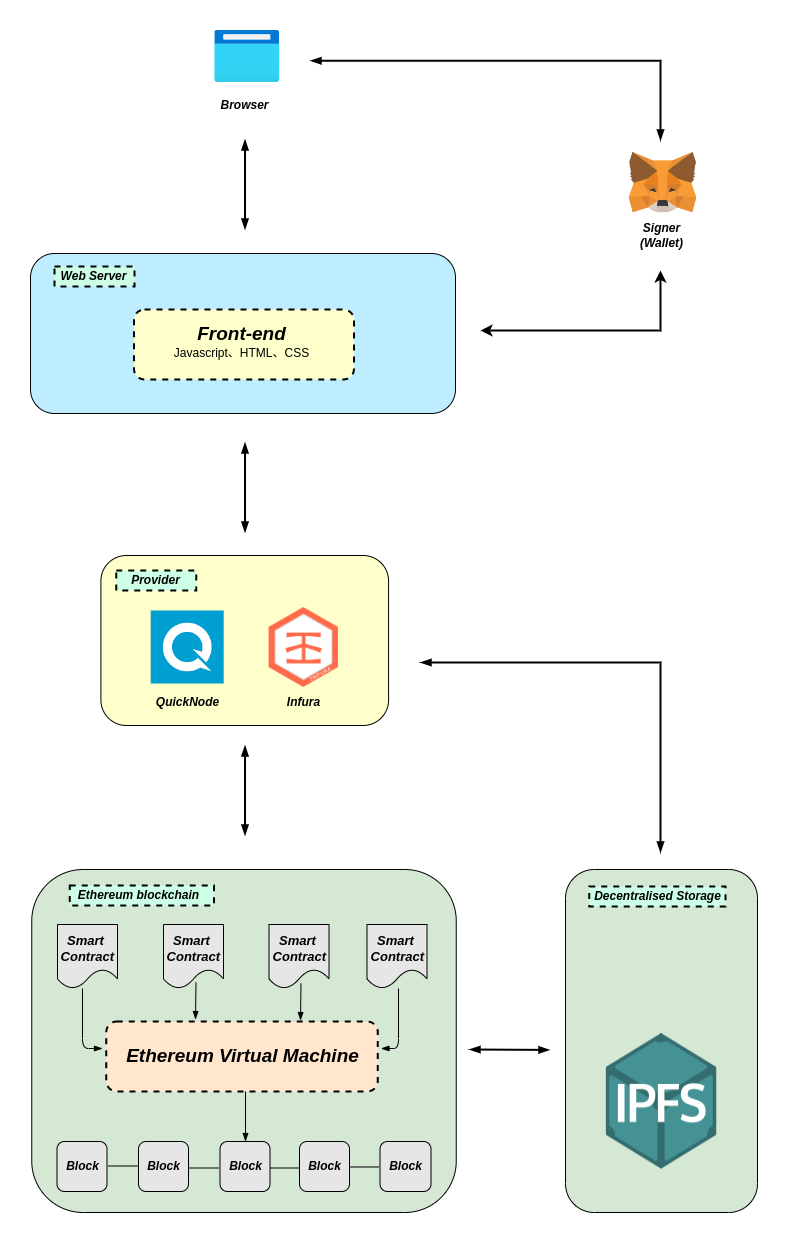 Browser
Signer
(Wallet)
Web Server
Front-end
Javascript、HTML、CSS
Provider
QuickNode
INFURA
Infura
Ethereum blockchain
Decentralised Storage
Smart
Contract
Smart
Contract
Smart
Contract
Smart
Contract
Ethereum Virtual Machine
IPFS
Block
Block
Block
Block
Block